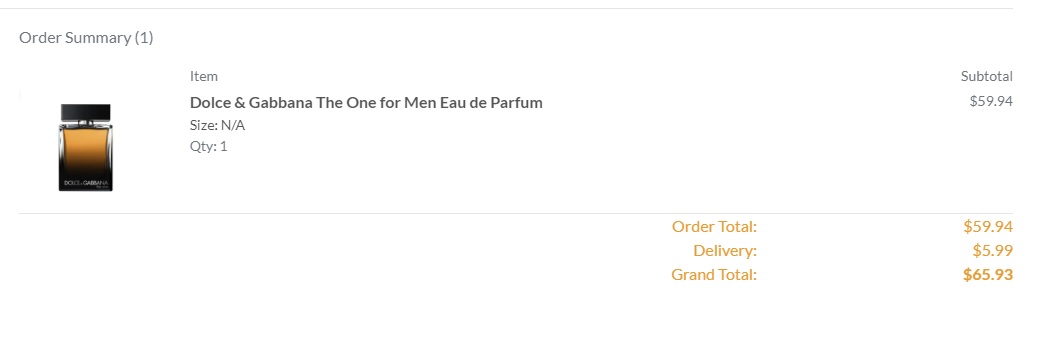 Order Summary (1)
Item Subtotal
Dolce & Gabbana The One for Men Eau de Parfum $59.94
Size: N/A
Qty: 1
DOLCE & GABBANA
Order Total: $59.94
Delivery: $5.99
Grand Total: $65.93